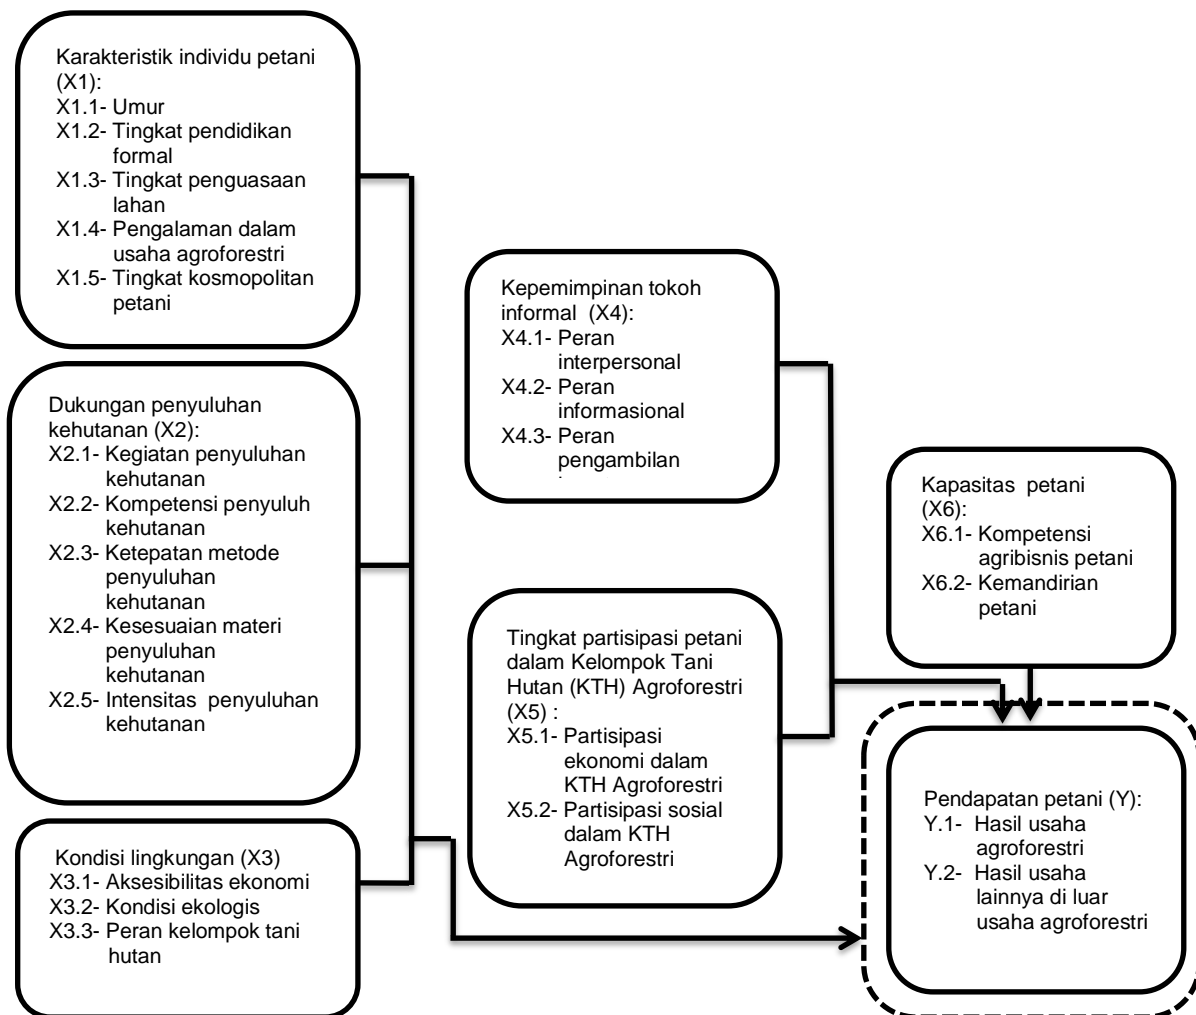 Karakteristik individu petani
(X1):
X1.1- Umur
X1.2- Tingkat pendidikan
formal
X1.3- Tingkat penguasaan
lahan
X1.4- Pengalaman dalam
usaha agroforestri
X1.5- Tingkat kosmopolitan
petani
Dukungan penyuluhan
kehutanan (X2):
X2.1- Kegiatan penyuluhan
kehutanan
X2.2- Kompetensi penyuluh
kehutanan
X2.3- Ketepatan metode
penyuluhan
kehutanan
X2.4- Kesesuaian materi
penyuluhan
kehutanan
X2.5- Intensitas penyuluhan
kehutanan
Kondisi lingkungan (X3)
X3.1- Aksesibilitas ekonomi
X3.2- Kondisi ekologis
X3.3- Peran kelompok tani
hutan
Kepemimpinan tokoh
informal (X4):
X4.1- Peran
interpersonal
X4.2- Peran
informasional
X4.3- Peran
pengambilan
Tingkat partisipasi petani
dalam Kelompok Tani
Hutan (KTH) Agroforestri
(X5) :
X5.1- Partisipasi
ekonomi dalam
KTH Agroforestri
X5.2- Partisipasi sosial
dalam KTH
Agroforestri
Kapasitas petani
(X6):
X6.1- Kompetensi
agribisnis petani
X6.2- Kemandirian
petani
Pendapatan petani (Y):
Y.1- Hasil usaha
agroforestri
Y.2- Hasil usaha
lainnya di luar
usaha agroforestri